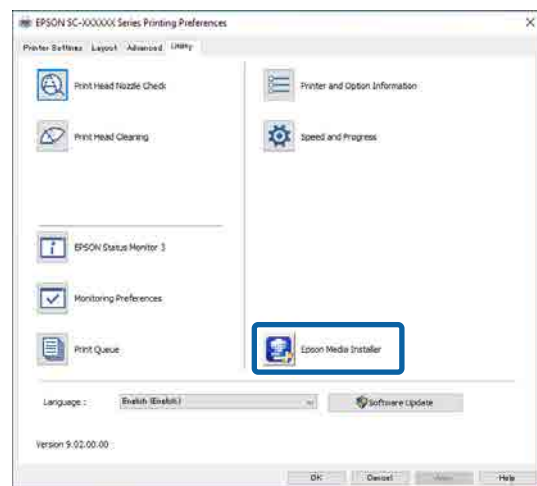 EPSON SC-XXXXXX Series Printing Preferences
Printer Settings Layout Advanced Utility
Print Head Nozzle Check
Printer and Option Information
Print Head Cleaning
Speed and Progress
EPSON Status Monitor 3
Monitoring Preferences
Print Queue
Epson Media Installer
Language :
English (English)
Software Update
Version 9.02.00.00
OK Cancel Help